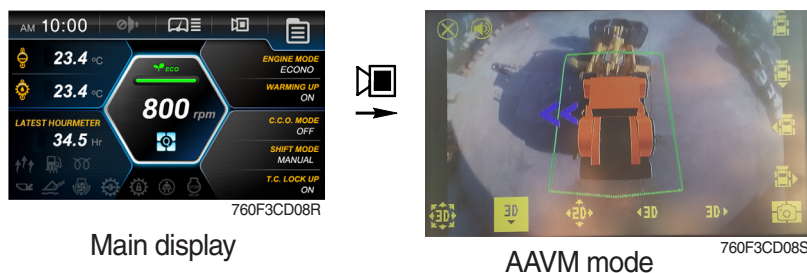 AM 10:00
23.4 °C
23.4 °C
LATEST HOURMETER
34.5 Hr
ECO
800 rpm
ENGINE MODE
ECONO
WARMING UP
ON
C.C.O. MODE
OFF
SHIFT MODE
MANUAL
T.C. LOCK UP
ON
760F3CD08R
Main display
3D
3D
2D
3D
3D
760F3CD08S
AAVM mode